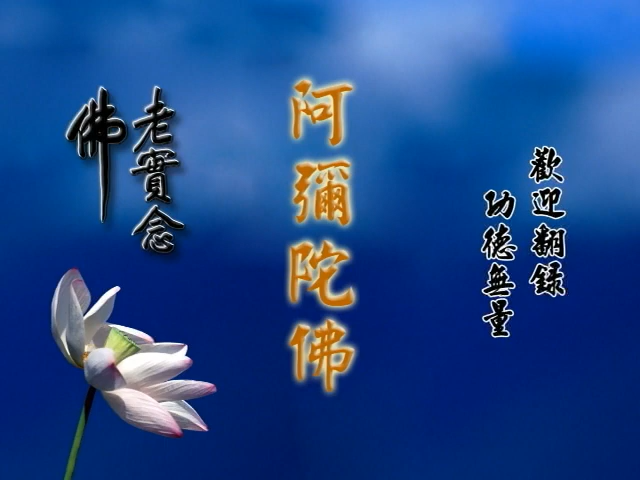 歡迎翻録
功德無量
阿彌陀佛
老實念
佛